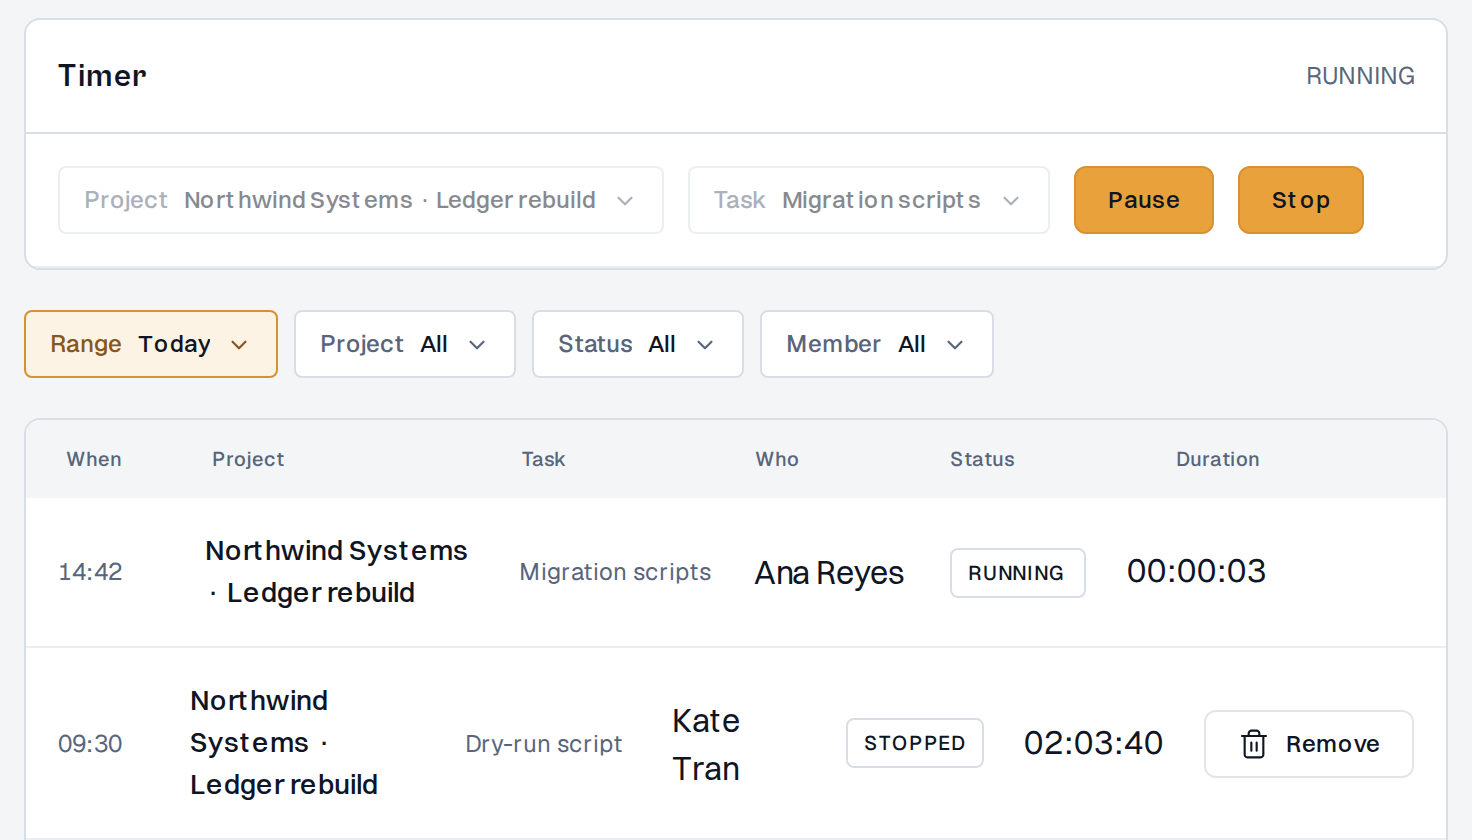 Timer
RUNNING
Project Northwind Systems · Ledger rebuild
Task Migration scripts
Pause
Stop
Range Today
Project All
Status All
Member All
When Project Task Who Status Duration
14:42
Northwind Systems
· Ledger rebuild
Migration scripts
Ana Reyes
RUNNING
00:00:03
09:30
Northwind
Systems ·
Ledger rebuild
Dry-run script
Kate
Tran
STOPPED
02:03:40
Remove